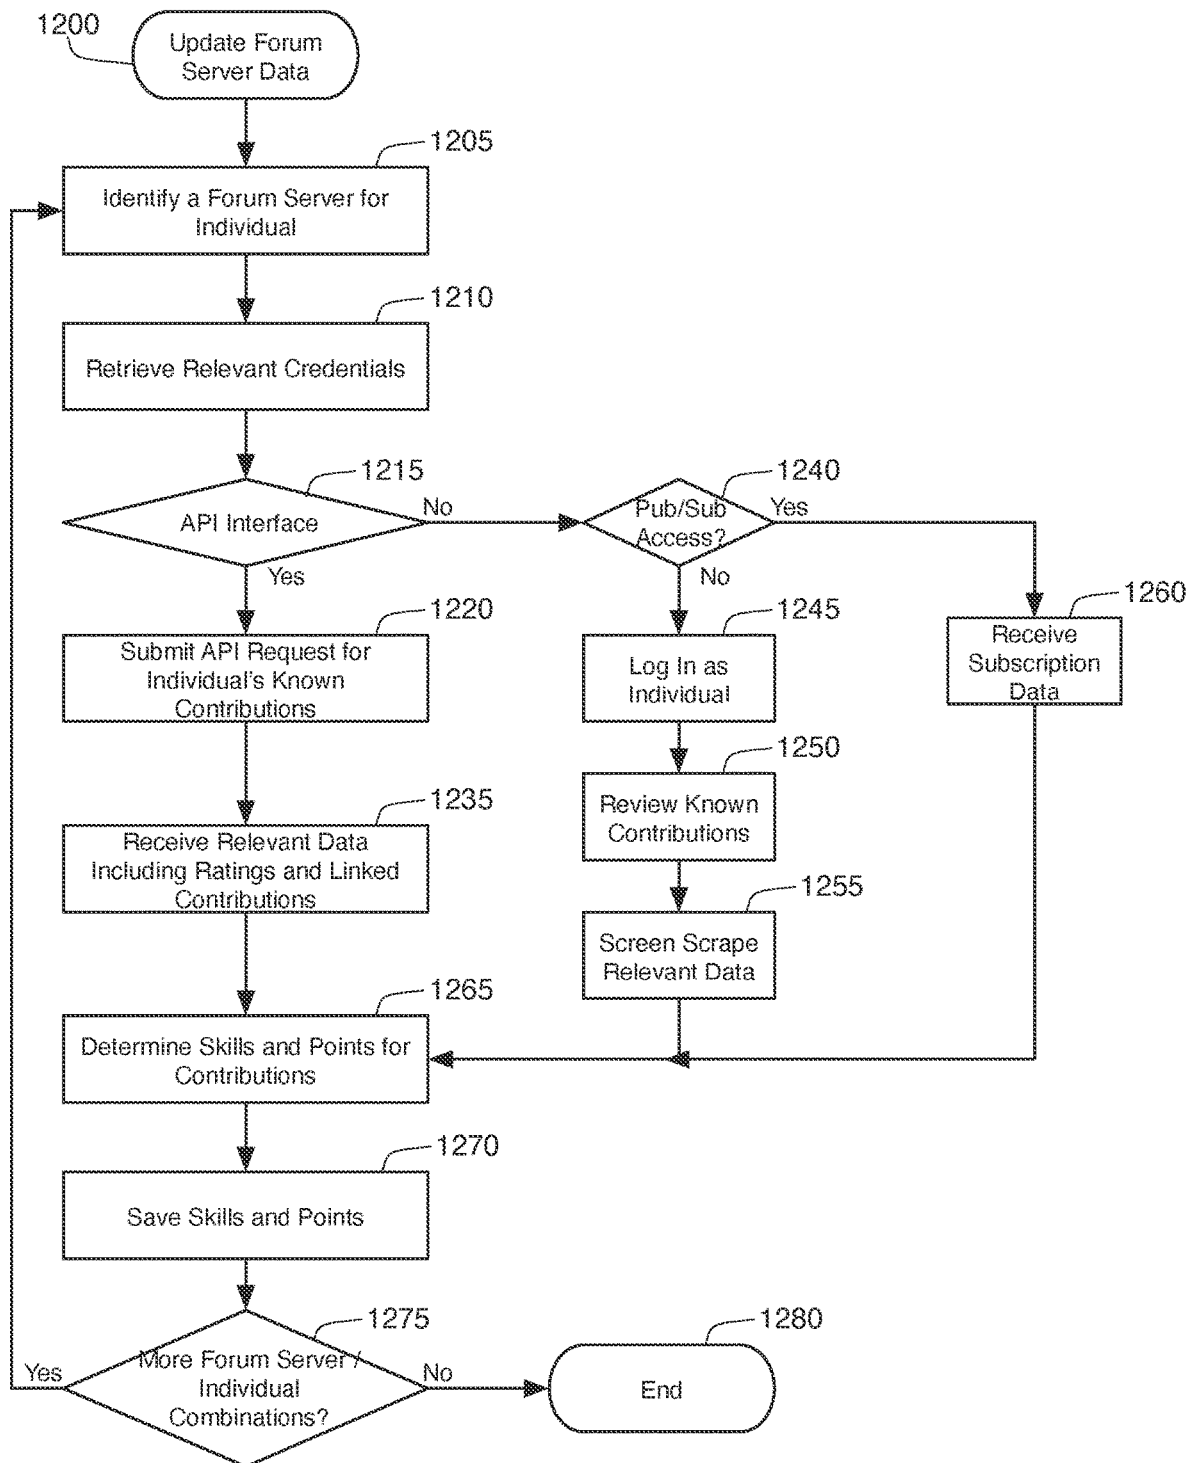 1200
Update Forum
Server Data
1205
Identify a Forum Server for
Individual
1210
Retrieve Relevant Credentials
1215
API Interface
No
Yes
1240
Pub/Sub
Access?
Yes
No
1220
Submit API Request for
Individual's Known
Contributions
1245
Log In as
Individual
1260
Receive
Subscription
Data
1235
Receive Relevant Data
Including Ratings and Linked
Contributions
1250
Review Known
Contributions
1255
Screen Scrape
Relevant Data
1265
Determine Skills and Points for
Contributions
1270
Save Skills and Points
1275
More Forum Server /
Individual
Combinations?
Yes
No
1280
End